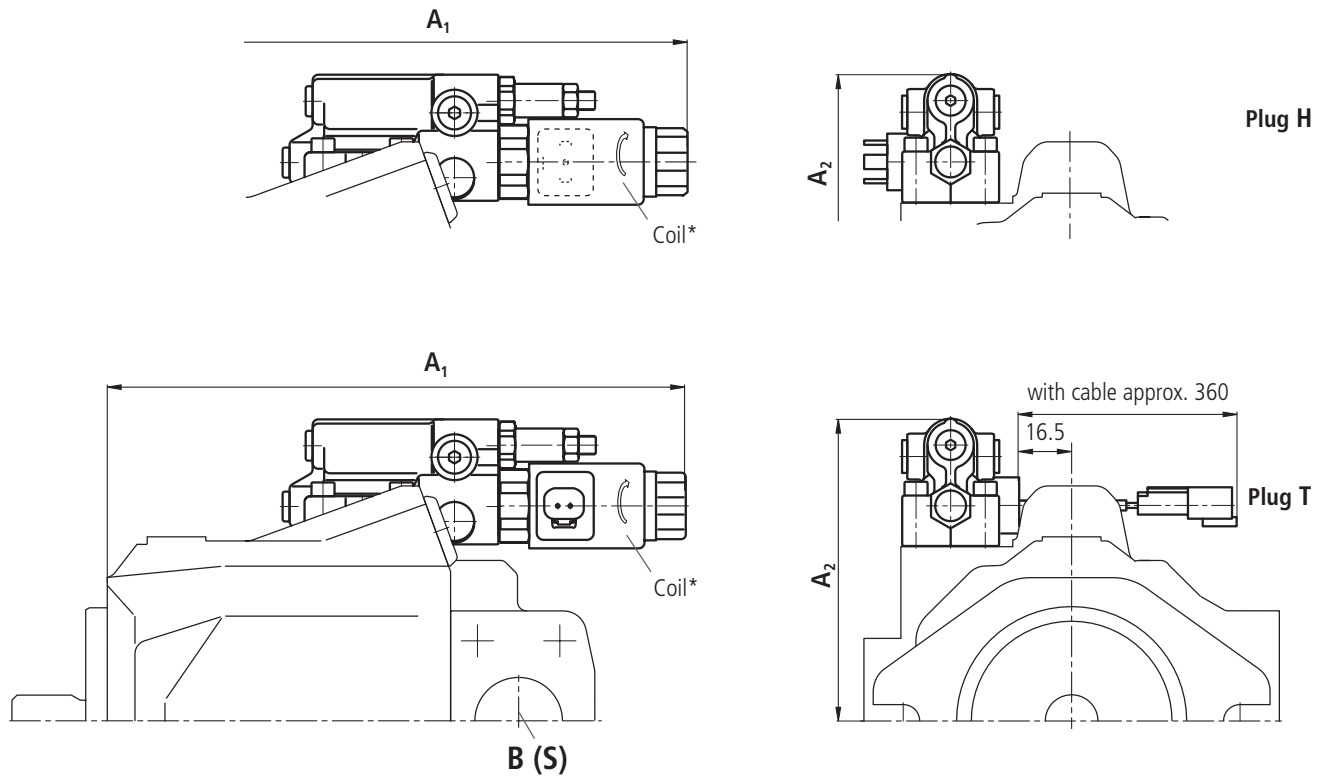 A₁
Coil*
A₂
Plug H
A₁
Coil*
B (S)
with cable approx. 360
16.5
A₂
Plug T